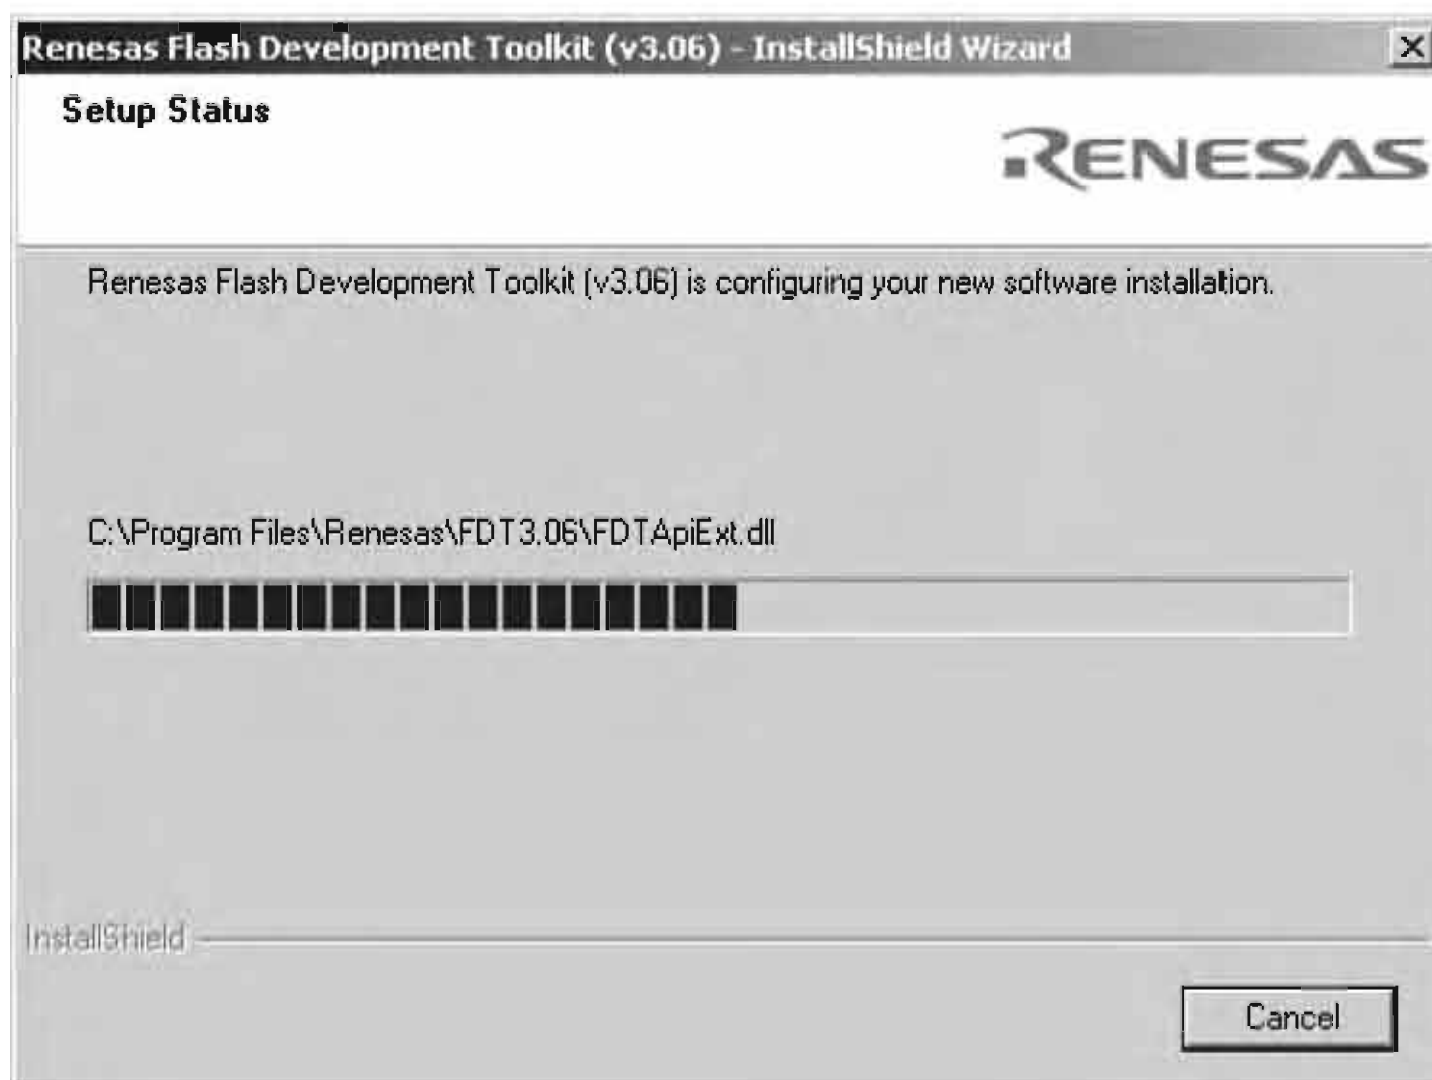 Renesas Flash Development Toolkit (v3.06) - InstallShield Wizard
Setup Status
RENESAS
Renesas Flash Development Toolkit (v3.06) is configuring your new software installation.
C:\Program Files\Renesas\FDT3.06\FDTApiExt.dll
InstallShield
Cancel